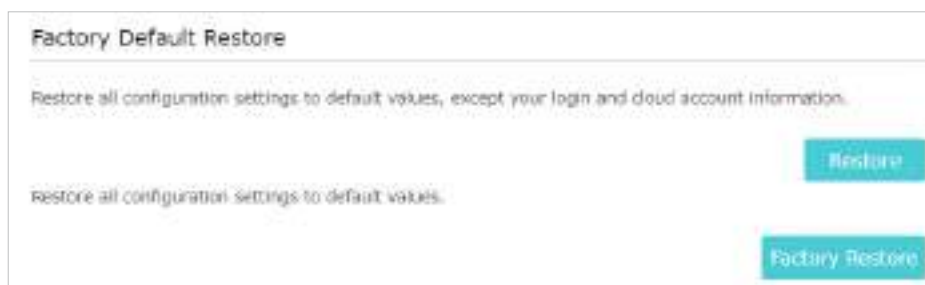 Factory Default Restore
Restore all configuration settings to default values, except your login and cloud account information.
Restore
Restore all configuration settings to default values.
Factory Restore